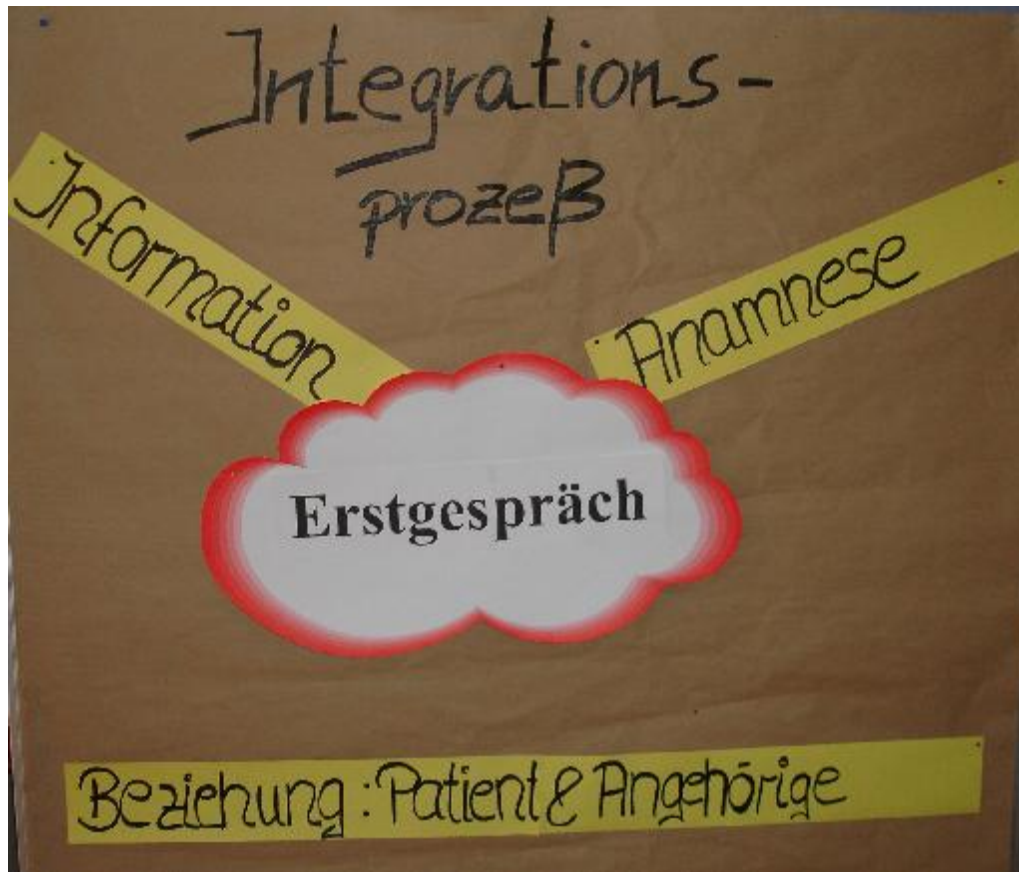 Integrations-
prozeß
Information
Anamnese
Erstgespräch
Beziehung: Patient & Angehörige